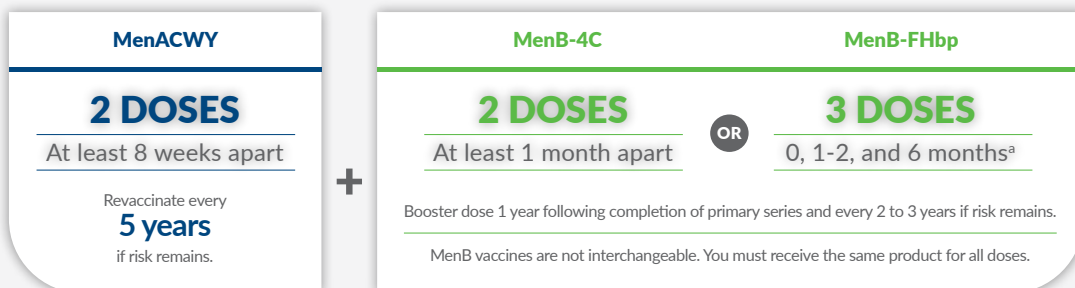 MenACWY
2 DOSES
At least 8 weeks apart
Revaccinate every
5 years
if risk remains.
+
MenB-4C
2 DOSES
At least 1 month apart
OR
MenB-FHbp
3 DOSES
0, 1-2, and 6 monthsᵃ
Booster dose 1 year following completion of primary series and every 2 to 3 years if risk remains.
MenB vaccines are not interchangeable. You must receive the same product for all doses.